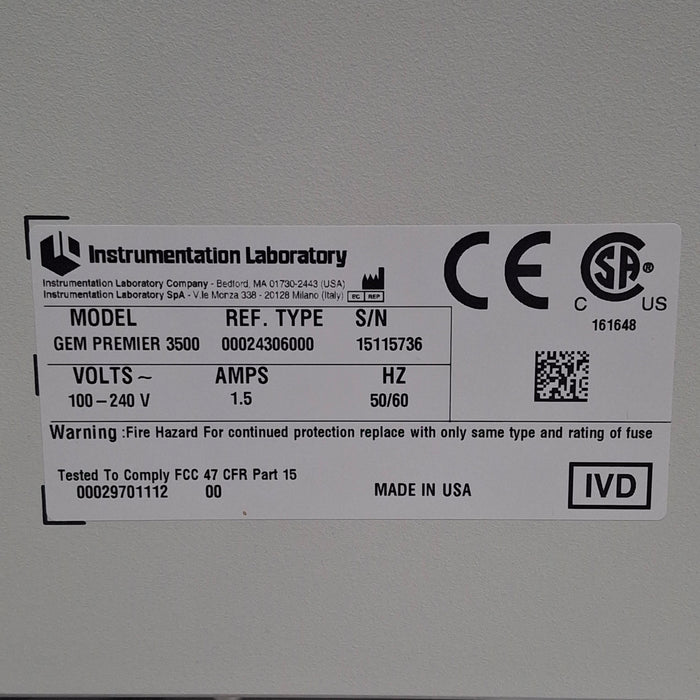 Instrumentation Laboratory
Instrumentation Laboratory Company - Bedford, MA 01730-2443 (USA)
Instrumentation Laboratory SpA - V.le Monza 338 - 20128 Milano (Italy) EC REP
CE
CSA®
C US
161648
MODEL REF. TYPE S/N
GEM PREMIER 3500 00024306000 15115736
VOLTS~ AMPS HZ
100-240 V 1.5 50/60
Warning :Fire Hazard For continued protection replace with only same type and rating of fuse
Tested To Comply FCC 47 CFR Part 15
00029701112 00
MADE IN USA
IVD